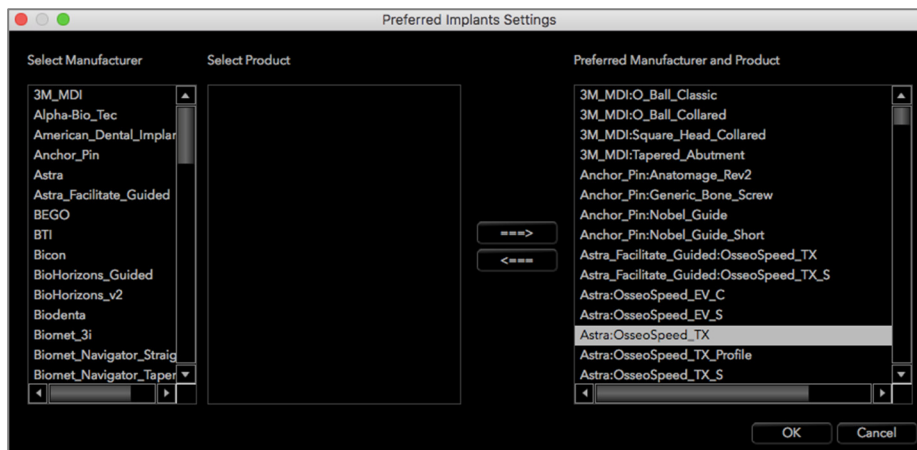 Preferred Implants Settings
Select Manufacturer
Select Product
Preferred Manufacturer and Product
3M_MDI
Alpha-Bio_Tec
American_Dental_Implar
Anchor_Pin
Astra
Astra_Facilitate_Guided
BEGO
BTI
Bicon
BioHorizons_Guided
BioHorizons_v2
Biodenta
Biomet_3i
Biomet_Navigator_Straig
Biomet_Navigator_Taper
===>
<===
3M_MDI:O_Ball_Classic
3M_MDI:O_Ball_Collared
3M_MDI:Square_Head_Collared
3M_MDI:Tapered_Abutment
Anchor_Pin:Anatomage_Rev2
Anchor_Pin:Generic_Bone_Screw
Anchor_Pin:Nobel_Guide
Anchor_Pin:Nobel_Guide_Short
Astra_Facilitate_Guided:OsseoSpeed_TX
Astra_Facilitate_Guided:OsseoSpeed_TX_S
Astra:OsseoSpeed_EV_C
Astra:OsseoSpeed_EV_S
Astra:OsseoSpeed_TX
Astra:OsseoSpeed_TX_Profile
Astra:OsseoSpeed_TX_S
OK
Cancel